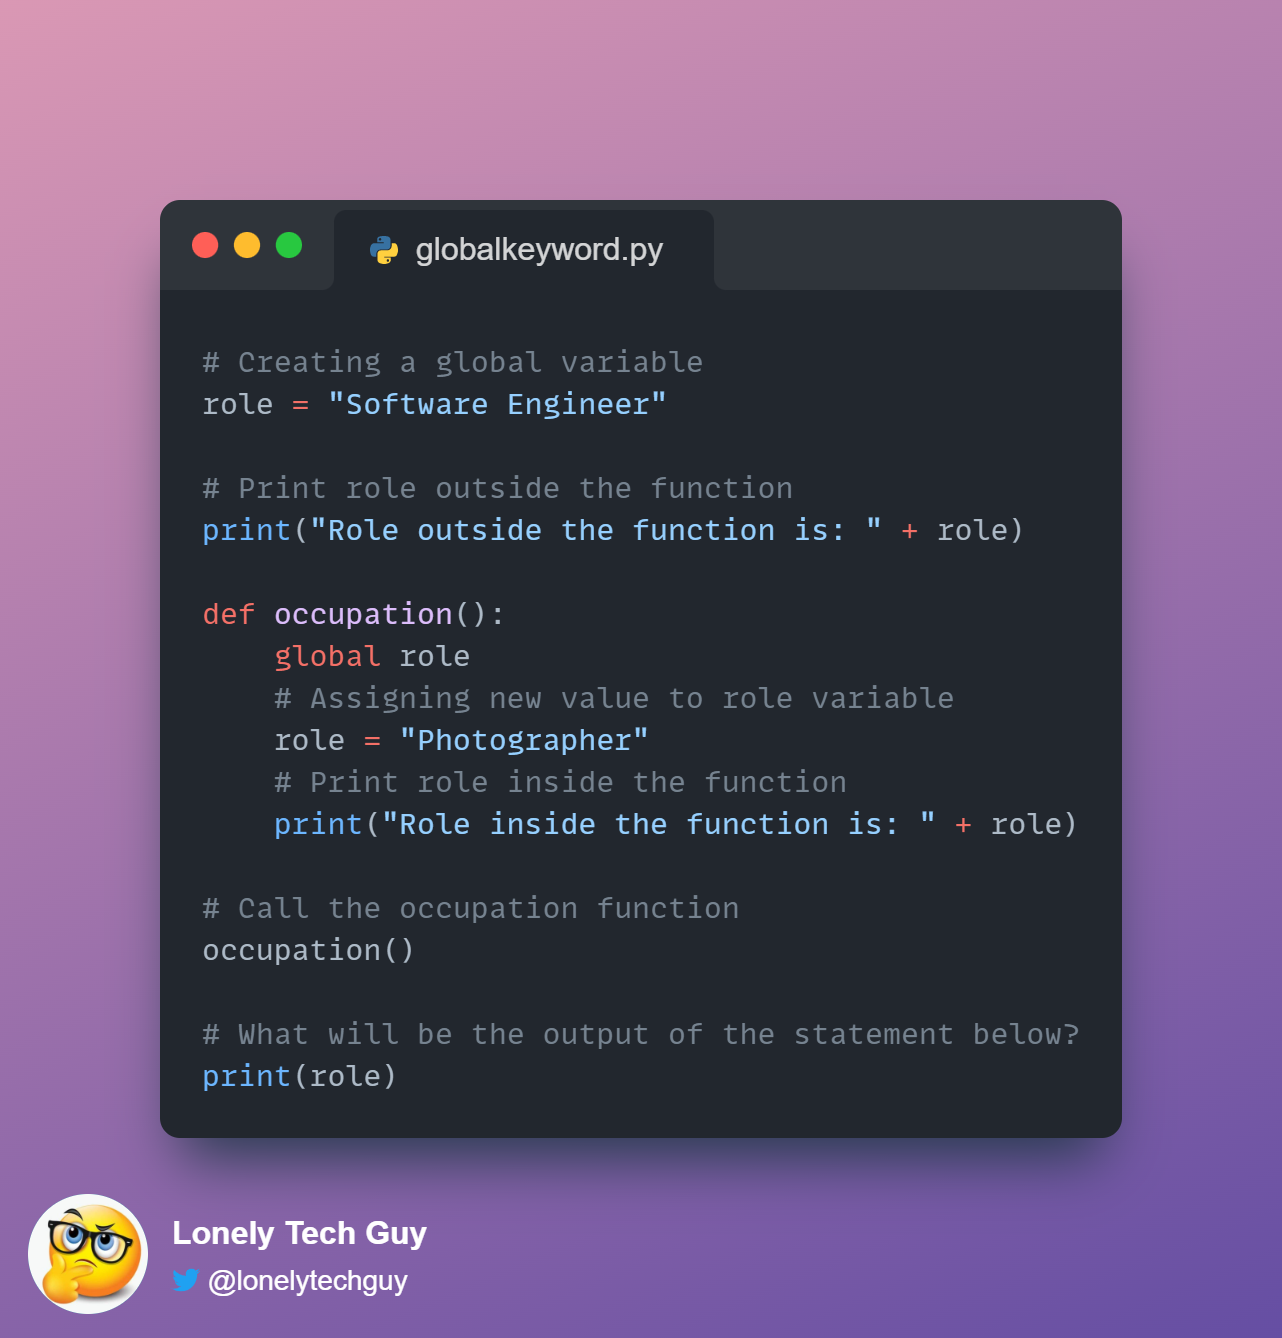 globalkeyword.py
# Creating a global variable
role = "Software Engineer"
# Print role outside the function
print("Role outside the function is: " + role)
def occupation():
    global role
    # Assigning new value to role variable
    role = "Photographer"
    # Print role inside the function
    print("Role inside the function is: " + role)
# Call the occupation function
occupation()
# What will be the output of the statement below?
print(role)
Lonely Tech Guy
@lonelytechguy